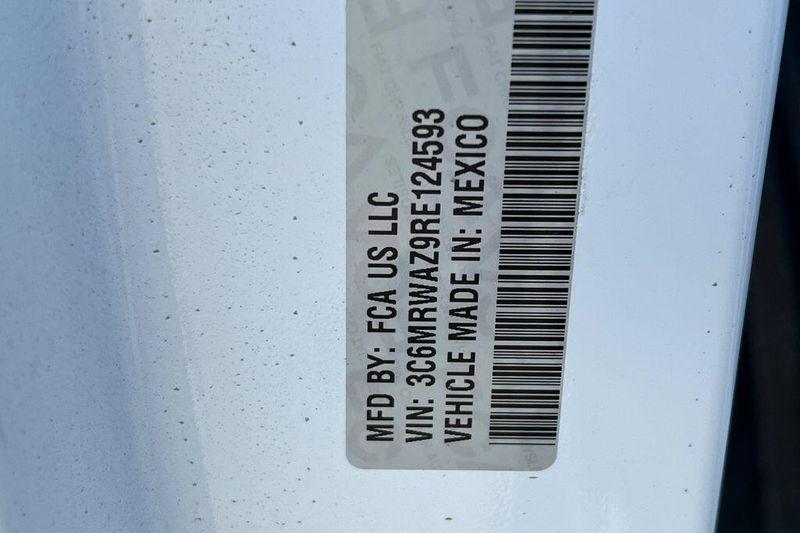 MFD BY: FCA US LLC
VIN: 3C6MRWAZ9RE124593
VEHICLE MADE IN: MEXICO